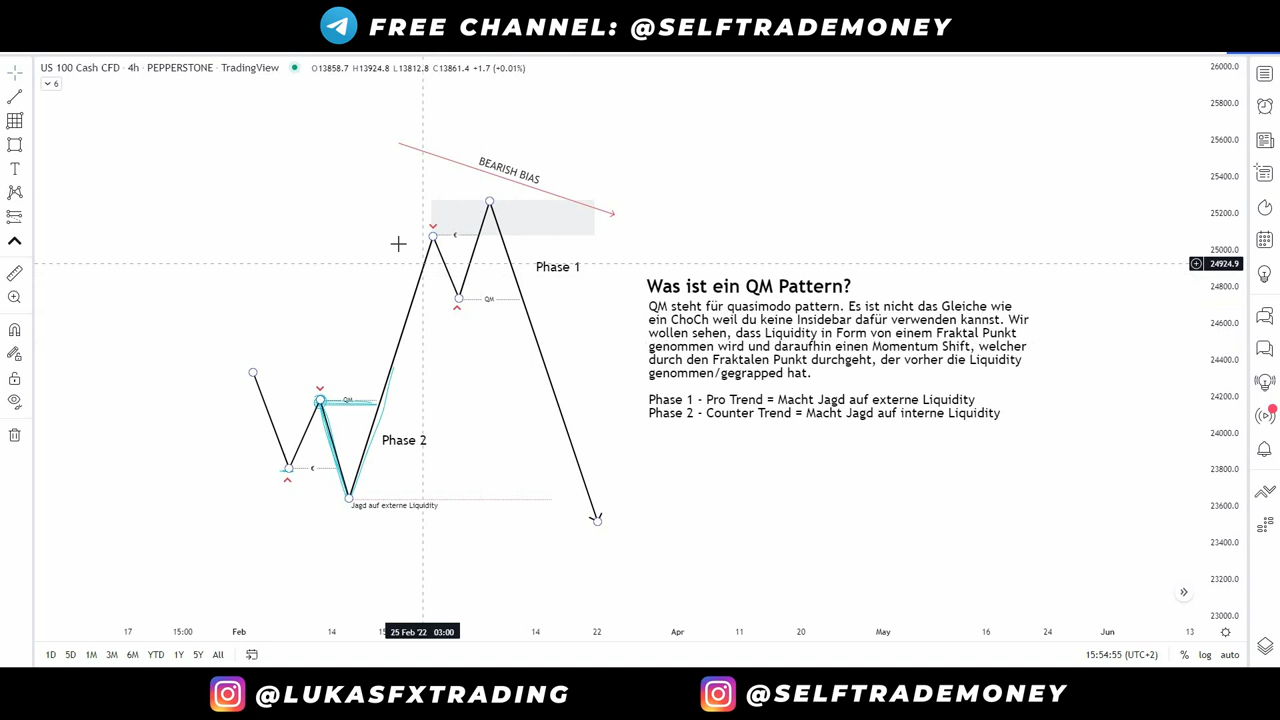 FREE CHANNEL: @SELFTRADEMONEY
US 100 Cash CFD · 4h · PEPPERSTONE · TradingView
O13858.7 H13924.8 L13812.8 C13861.4 +1.7 (+0.01%)
6
26000.0
25800.0
25600.0
25400.0
25200.0
25000.0
24924.9
24800.0
24600.0
24400.0
24200.0
24000.0
23800.0
23600.0
23400.0
23200.0
23000.0
BEARISH BIAS
€
Phase 1
QM
QM
Phase 2
€
Jagd auf externe Liquidity
Was ist ein QM Pattern?
QM steht für quasimodo pattern. Es ist nicht das Gleiche wie
ein ChoCh weil du keine Insidebar dafür verwenden kannst. Wir
wollen sehen, dass Liquidity in Form von einem Fraktal Punkt
genommen wird und daraufhin einen Momentum Shift, welcher
durch den Fraktalen Punkt durchgeht, der vorher die Liquidity
genommen/gegrapped hat.
Phase 1 - Pro Trend = Macht Jagd auf externe Liquidity
Phase 2 - Counter Trend = Macht Jagd auf interne Liquidity
17 15:00 Feb 14 15 25 Feb '22 03:00 14 22 Apr 11 20 May 16 24 Jun 13
1D 5D 1M 3M 6M YTD 1Y 5Y All
15:54:55 (UTC+2) % log auto
@LUKASFXTRADING
@SELFTRADEMONEY